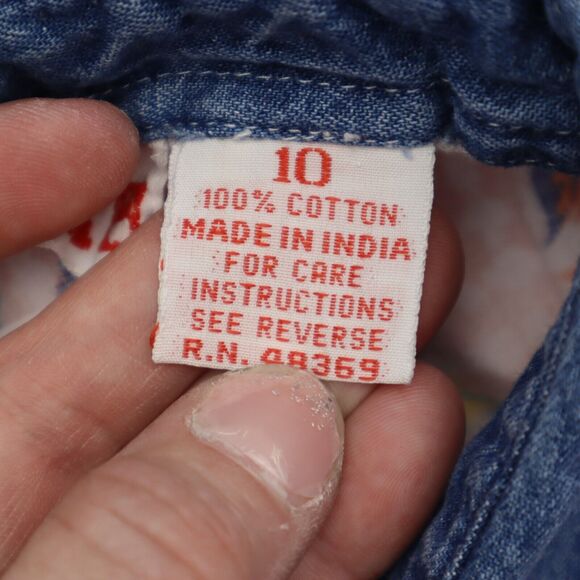 10
100% COTTON
MADE IN INDIA
FOR CARE
INSTRUCTIONS
SEE REVERSE
R.N. 48369